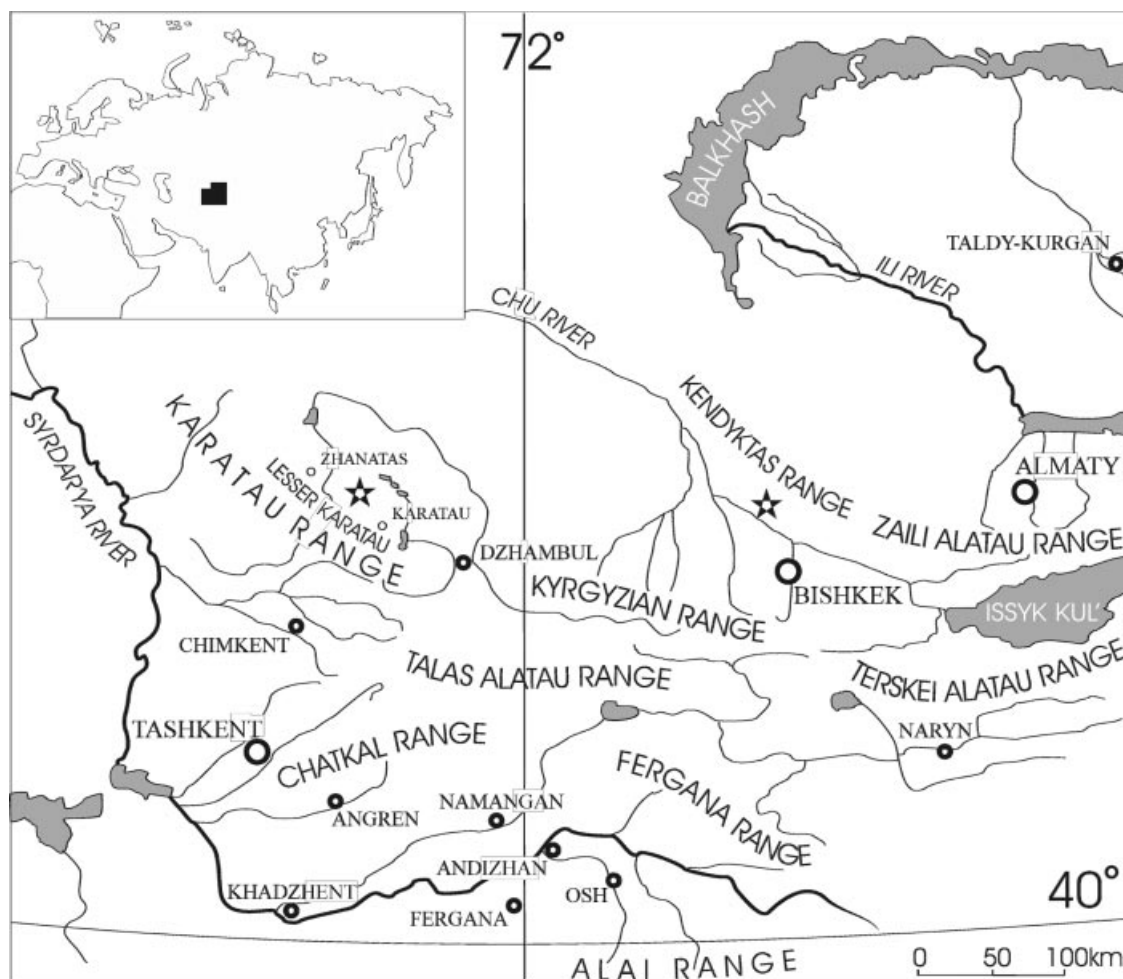 72°
BALKHASH
TALDY-KURGAN
ILI RIVER
CHU RIVER
KENDYKTAS RANGE
SYRDARYA RIVER
KARATAU RANGE
ZHANATAS
LESSER KARATAU
KARATAU
ALMATY
ZAILI ALATAU RANGE
DZHAMBUL
KYRGYZIAN RANGE
BISHKEK
ISSYK KUL'
CHIMKENT
TALAS ALATAU RANGE
TERSKEI ALATAU RANGE
TASHKENT
CHATKAL RANGE
NARYN
FERGANA RANGE
NAMANGAN
ANGREN
ANDIZHAN
KHADZHENT
OSH
FERGANA
40°
ALAI RANGE
0 50 100km